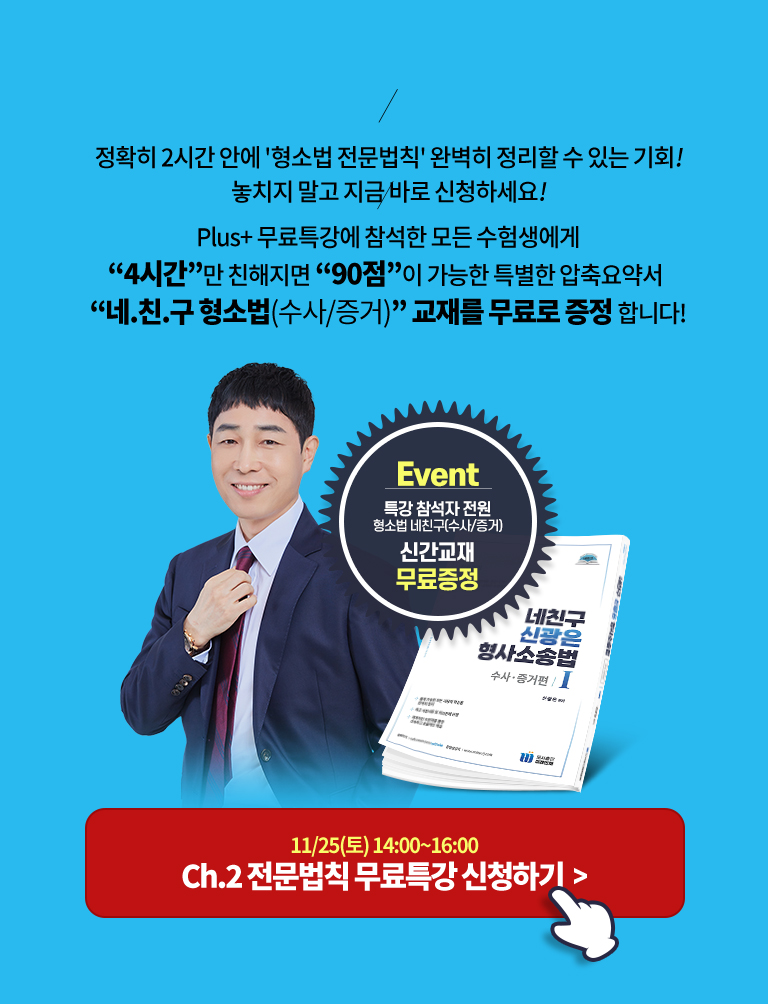 정확히 2시간 안에 '형소법 전문법칙' 완벽히 정리할 수 있는 기회!
놓치지 말고 지금 바로 신청하세요!
Plus+ 무료특강에 참석한 모든 수험생에게
“4시간”만 친해지면 “90점”이 가능한 특별한 압축요약서
“네.친.구 형소법(수사/증거)” 교재를 무료로 증정 합니다!
Event
특강 참석자 전원
형소법 네친구(수사/증거)
신간교재
무료증정
네친구
신광은
형사소송법
수사·증거편 I
신광은 편저
11/25(토) 14:00~16:00
Ch.2 전문법칙 무료특강 신청하기 >